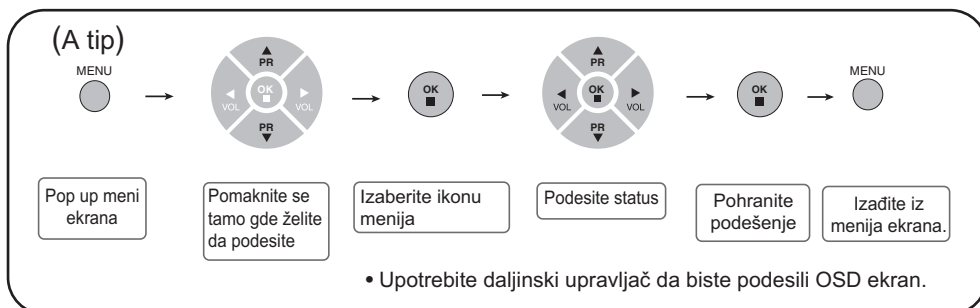 (A tip)
MENU
PR
VOL OK VOL
PR
OK
PR
VOL OK VOL
PR
OK
MENU
Pop up meni
ekrana
Pomaknite se
tamo gde želite
da podesite
Izaberite ikonu
menija
Podesite status
Pohranite
podešenje
Izađite iz
menija ekrana.
• Upotrebite daljinski upravljač da biste podesili OSD ekran.